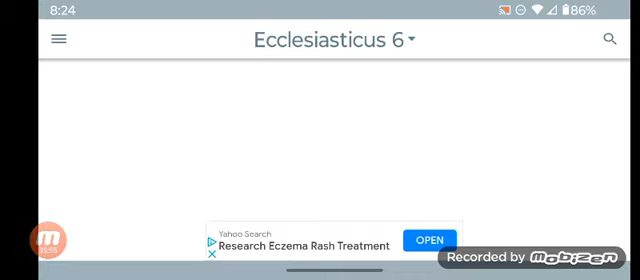 8:24
86%
Ecclesiasticus 6
Yahoo Search
Research Eczema Rash Treatment
OPEN
Recorded by mobizen